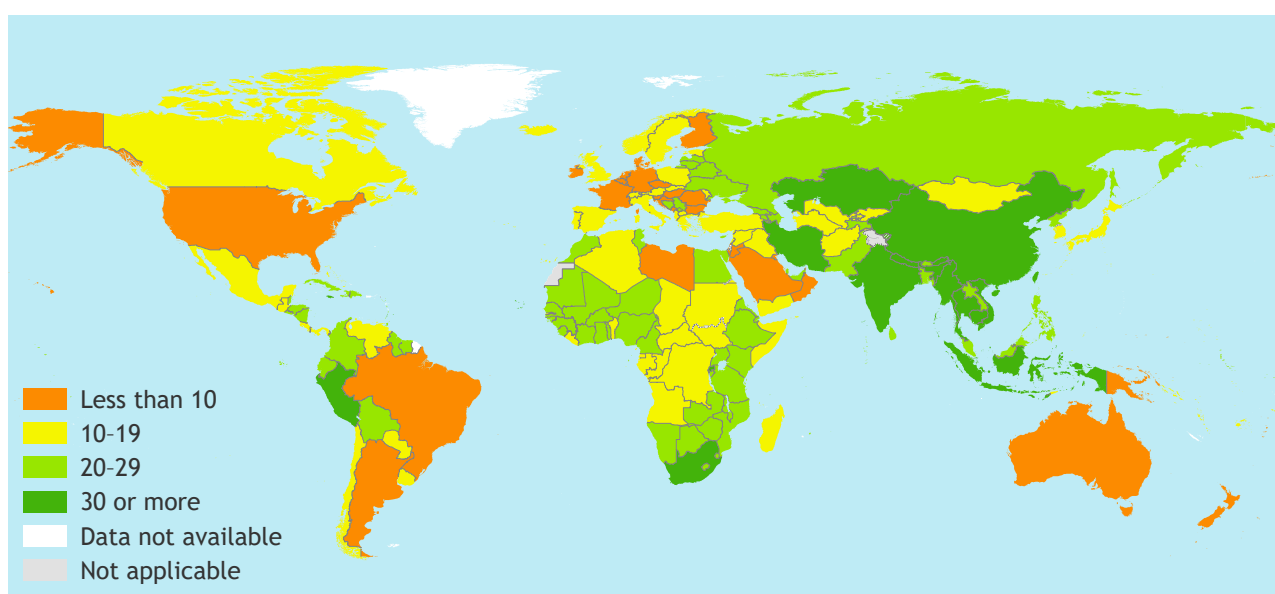 Less than 10
10–19
20–29
30 or more
Data not available
Not applicable